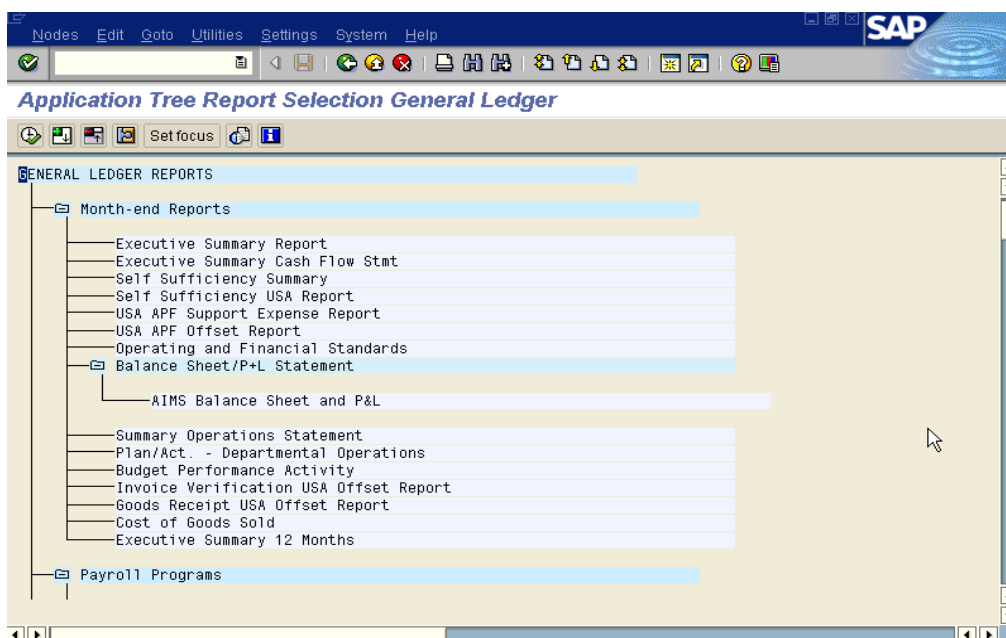 Nodes Edit Goto Utilities Settings System Help
SAP
Application Tree Report Selection General Ledger
Set focus
GENERAL LEDGER REPORTS
Month-end Reports
Executive Summary Report
Executive Summary Cash Flow Stmt
Self Sufficiency Summary
Self Sufficiency USA Report
USA APF Support Expense Report
USA APF Offset Report
Operating and Financial Standards
Balance Sheet/P+L Statement
AIMS Balance Sheet and P&L
Summary Operations Statement
Plan/Act. - Departmental Operations
Budget Performance Activity
Invoice Verification USA Offset Report
Goods Receipt USA Offset Report
Cost of Goods Sold
Executive Summary 12 Months
Payroll Programs